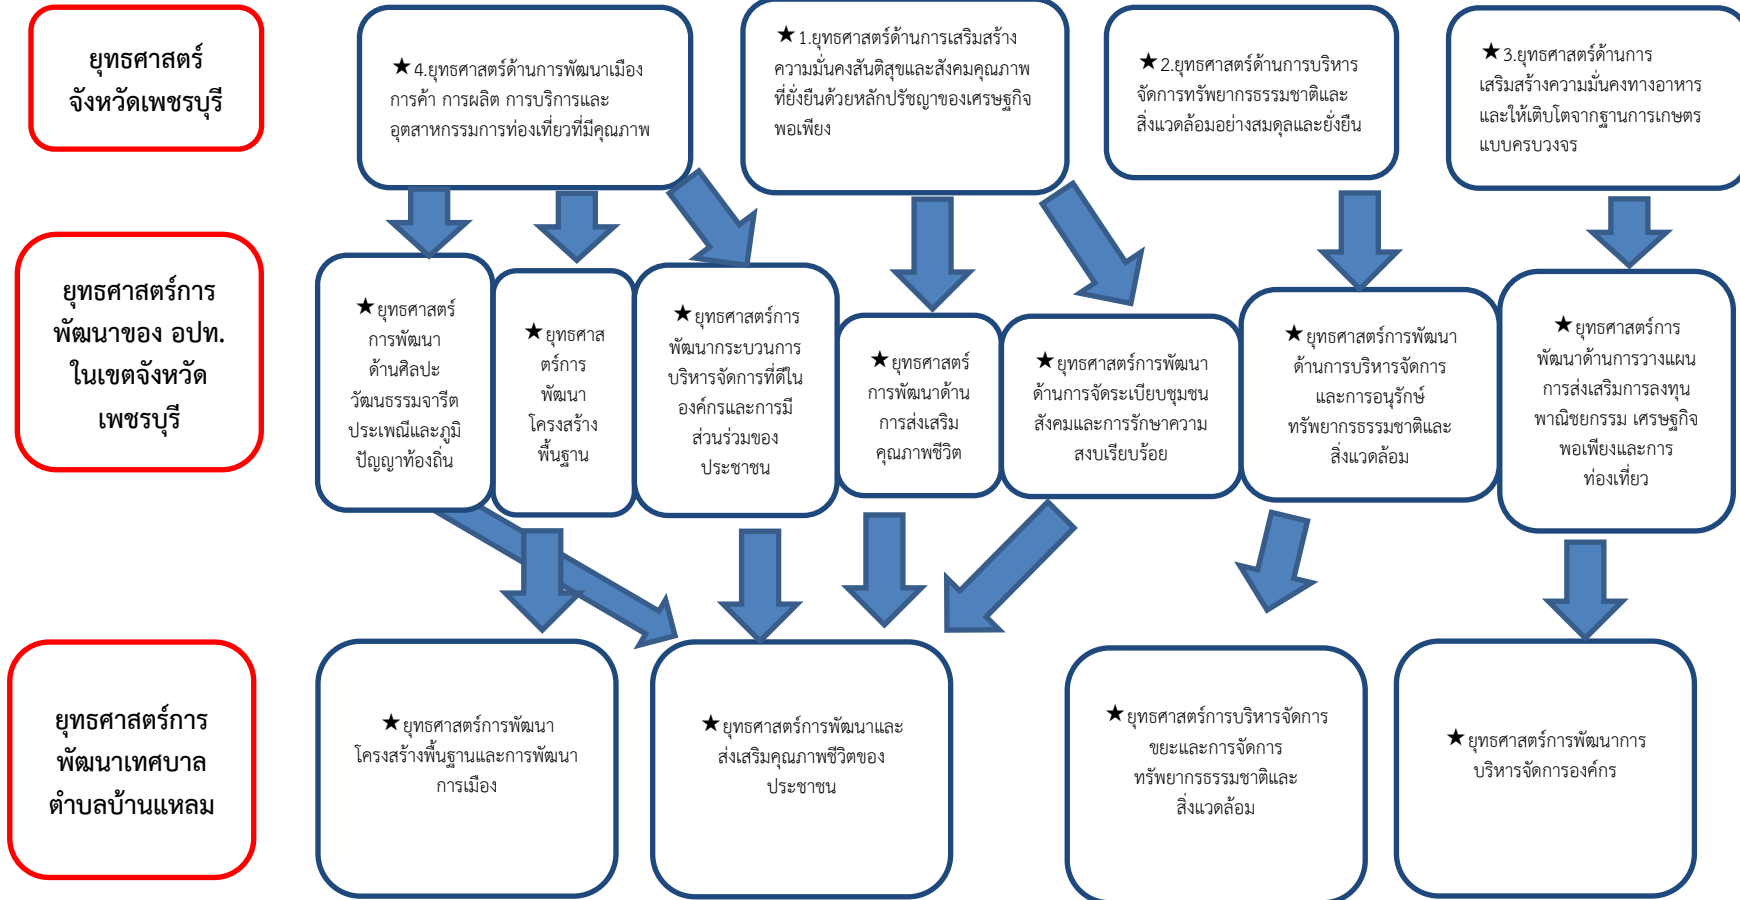 ยุทธศาสตร์
จังหวัดเพชรบุรี
★4.ยุทธศาสตร์ด้านการพัฒนาเมือง
การค้า การผลิต การบริการและ
อุตสาหกรรมการท่องเที่ยวที่มีคุณภาพ
★1.ยุทธศาสตร์ด้านการเสริมสร้าง
ความมั่นคงสันติสุขและสังคมคุณภาพ
ที่ยั่งยืนด้วยหลักปรัชญาของเศรษฐกิจ
พอเพียง
★2.ยุทธศาสตร์ด้านการบริหาร
จัดการทรัพยากรธรรมชาติและ
สิ่งแวดล้อมอย่างสมดุลและยั่งยืน
★3.ยุทธศาสตร์ด้านการ
เสริมสร้างความมั่นคงทางอาหาร
และให้เติบโตจากฐานการเกษตร
แบบครบวงจร
ยุทธศาสตร์การ
พัฒนาของ อปท.
ในเขตจังหวัด
เพชรบุรี
★ยุทธศาสตร์
การพัฒนา
ด้านศิลปะ
วัฒนธรรมจารีต
ประเพณีและภูมิ
ปัญญาท้องถิ่น
★ยุทธศาส
ตร์การ
พัฒนา
โครงสร้าง
พื้นฐาน
★ยุทธศาสตร์การ
พัฒนากระบวนการ
บริหารจัดการที่ดีใน
องค์กรและการมี
ส่วนร่วมของ
ประชาชน
★ยุทธศาสตร์
การพัฒนาด้าน
การส่งเสริม
คุณภาพชีวิต
★ยุทธศาสตร์การพัฒนา
ด้านการจัดระเบียบชุมชน
สังคมและการรักษาความ
สงบเรียบร้อย
★ยุทธศาสตร์การพัฒนา
ด้านการบริหารจัดการ
และการอนุรักษ์
ทรัพยากรธรรมชาติและ
สิ่งแวดล้อม
★ยุทธศาสตร์การ
พัฒนาด้านการวางแผน
การส่งเสริมการลงทุน
พาณิชยกรรม เศรษฐกิจ
พอเพียงและการ
ท่องเที่ยว
ยุทธศาสตร์การ
พัฒนาเทศบาล
ตำบลบ้านแหลม
★ยุทธศาสตร์การพัฒนา
โครงสร้างพื้นฐานและการพัฒนา
การเมือง
★ยุทธศาสตร์การพัฒนาและ
ส่งเสริมคุณภาพชีวิตของ
ประชาชน
★ยุทธศาสตร์การบริหารจัดการ
ขยะและการจัดการ
ทรัพยากรธรรมชาติและ
สิ่งแวดล้อม
★ยุทธศาสตร์การพัฒนาการ
บริหารจัดการองค์กร